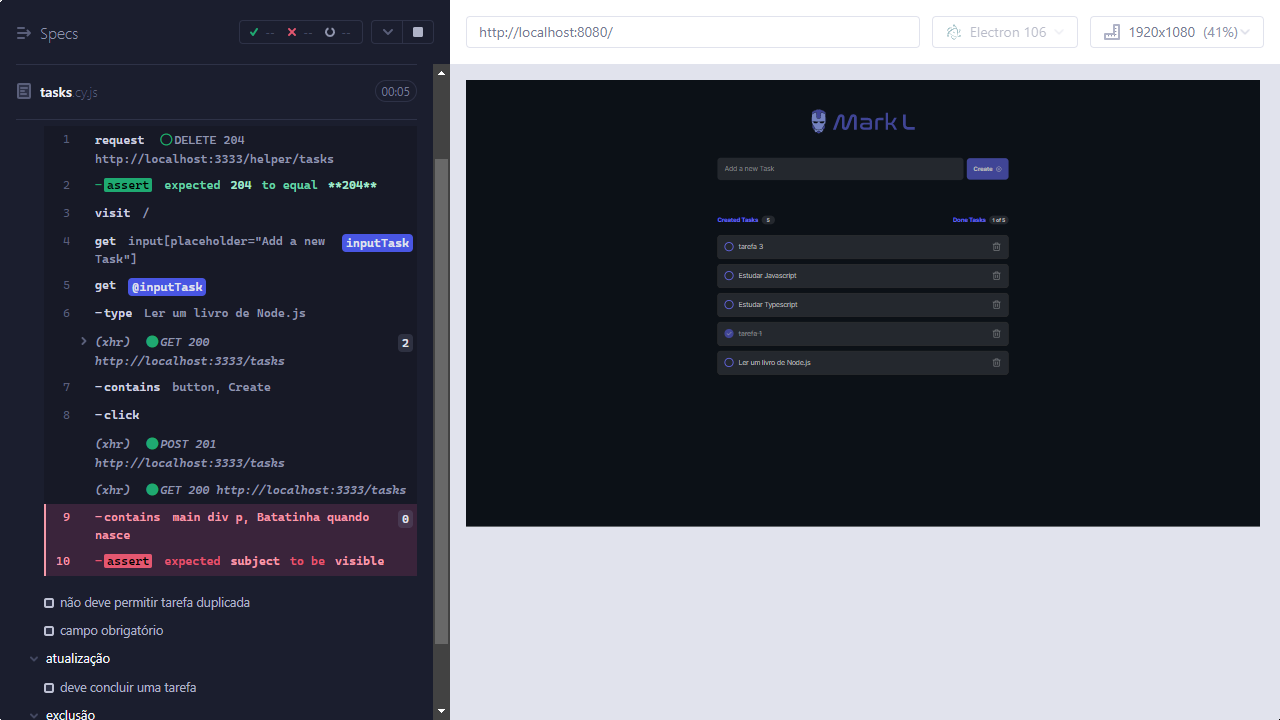 Specs
-- -- --
tasks.cy.js
00:05
1 request DELETE 204
http://localhost:3333/helper/tasks
2 -assert expected 204 to equal **204**
3 visit /
4 get input[placeholder="Add a new
Task"]
inputTask
5 get @inputTask
6 -type Ler um livro de Node.js
(xhr) GET 200
http://localhost:3333/tasks
2
7 -contains button, Create
8 -click
(xhr) POST 201
http://localhost:3333/tasks
(xhr) GET 200 http://localhost:3333/tasks
9 -contains main div p, Batatinha quando
nasce
0
10 -assert expected subject to be visible
não deve permitir tarefa duplicada
campo obrigatório
atualização
deve concluir uma tarefa
exclusão
http://localhost:8080/
Electron 106
1920x1080 (41%)
Mark L
Add a new Task
Create
Created Tasks 5
Done Tasks 1 of 5
tarefa 3
Estudar Javascript
Estudar Typescript
tarefa 1
Ler um livro de Node.js